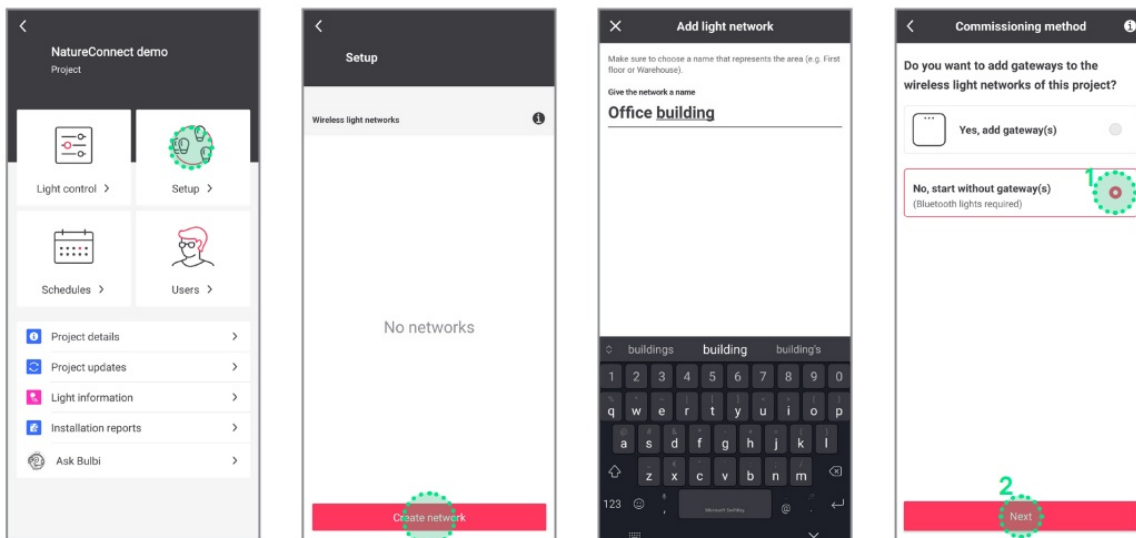 NatureConnect demo
Project
Light control >
Setup >
Schedules >
Users >
Project details >
Project updates >
Light information >
Installation reports >
Ask Bulbi >
Setup
Wireless light networks
No networks
Create network
Add light network
Make sure to choose a name that represents the area (e.g. First
floor or Warehouse).
Give the network a name
Office building
buildings building building's
1 2 3 4 5 6 7 8 9 0
q w e r t y u i o p
a s d f g h j k l
z x c v b n m
123 , @ .
Commissioning method
Do you want to add gateways to the
wireless light networks of this project?
Yes, add gateway(s)
1
No, start without gateway(s)
(Bluetooth lights required)
2
Next